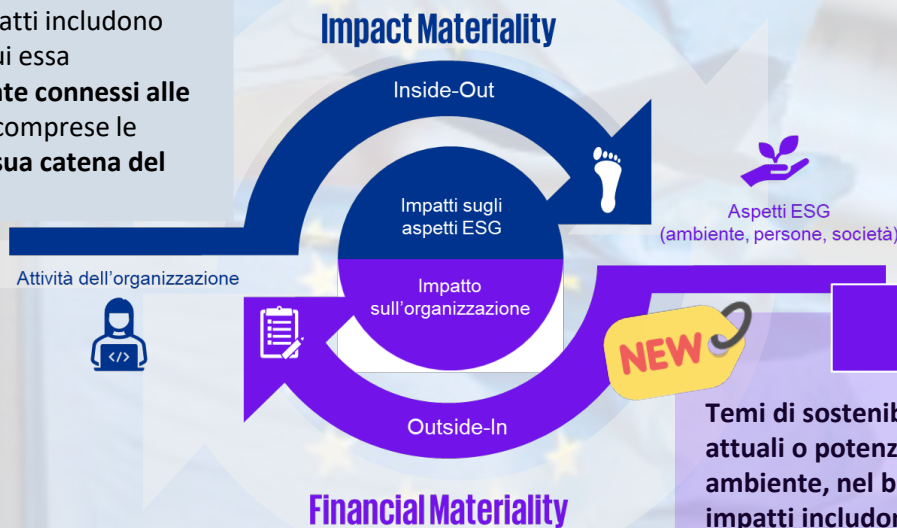 atti includono
ui essa
te connessi alle
comprese le
sua catena del
Impact Materiality
Inside-Out
Impatti sugli
aspetti ESG
Aspetti ESG
(ambiente, persone, società)
Attività dell'organizzazione
</>
Impatto
sull'organizzazione
NEW
Outside-In
Financial Materiality
Temi di sostenib
attuali o potenz
ambiente, nel b
impatti includon